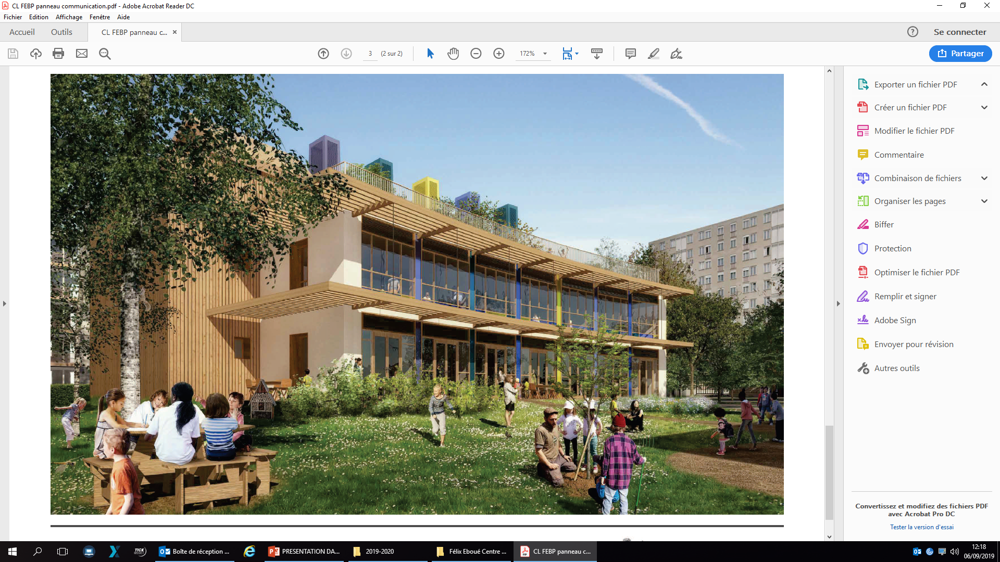 CL FEBP panneau communication.pdf - Adobe Acrobat Reader DC
Fichier Edition Affichage Fenêtre Aide
Accueil Outils CL FEBP panneau c... × ? Se connecter
3 (2 sur 2) 172% Partager
Exporter un fichier PDF
Créer un fichier PDF
Modifier le fichier PDF
Commentaire
Combinaison de fichiers
Organiser les pages
Biffer
Protection
Optimiser le fichier PDF
Remplir et signer
Adobe Sign
Envoyer pour révision
Autres outils
Convertissez et modifiez des fichiers PDF
avec Acrobat Pro DC
Tester la version d'essai
TICK
Boîte de réception ... PRESENTATION DA... 2019-2020 Félix Eboué Centre ... CL FEBP panneau c...
12:18
06/09/2019